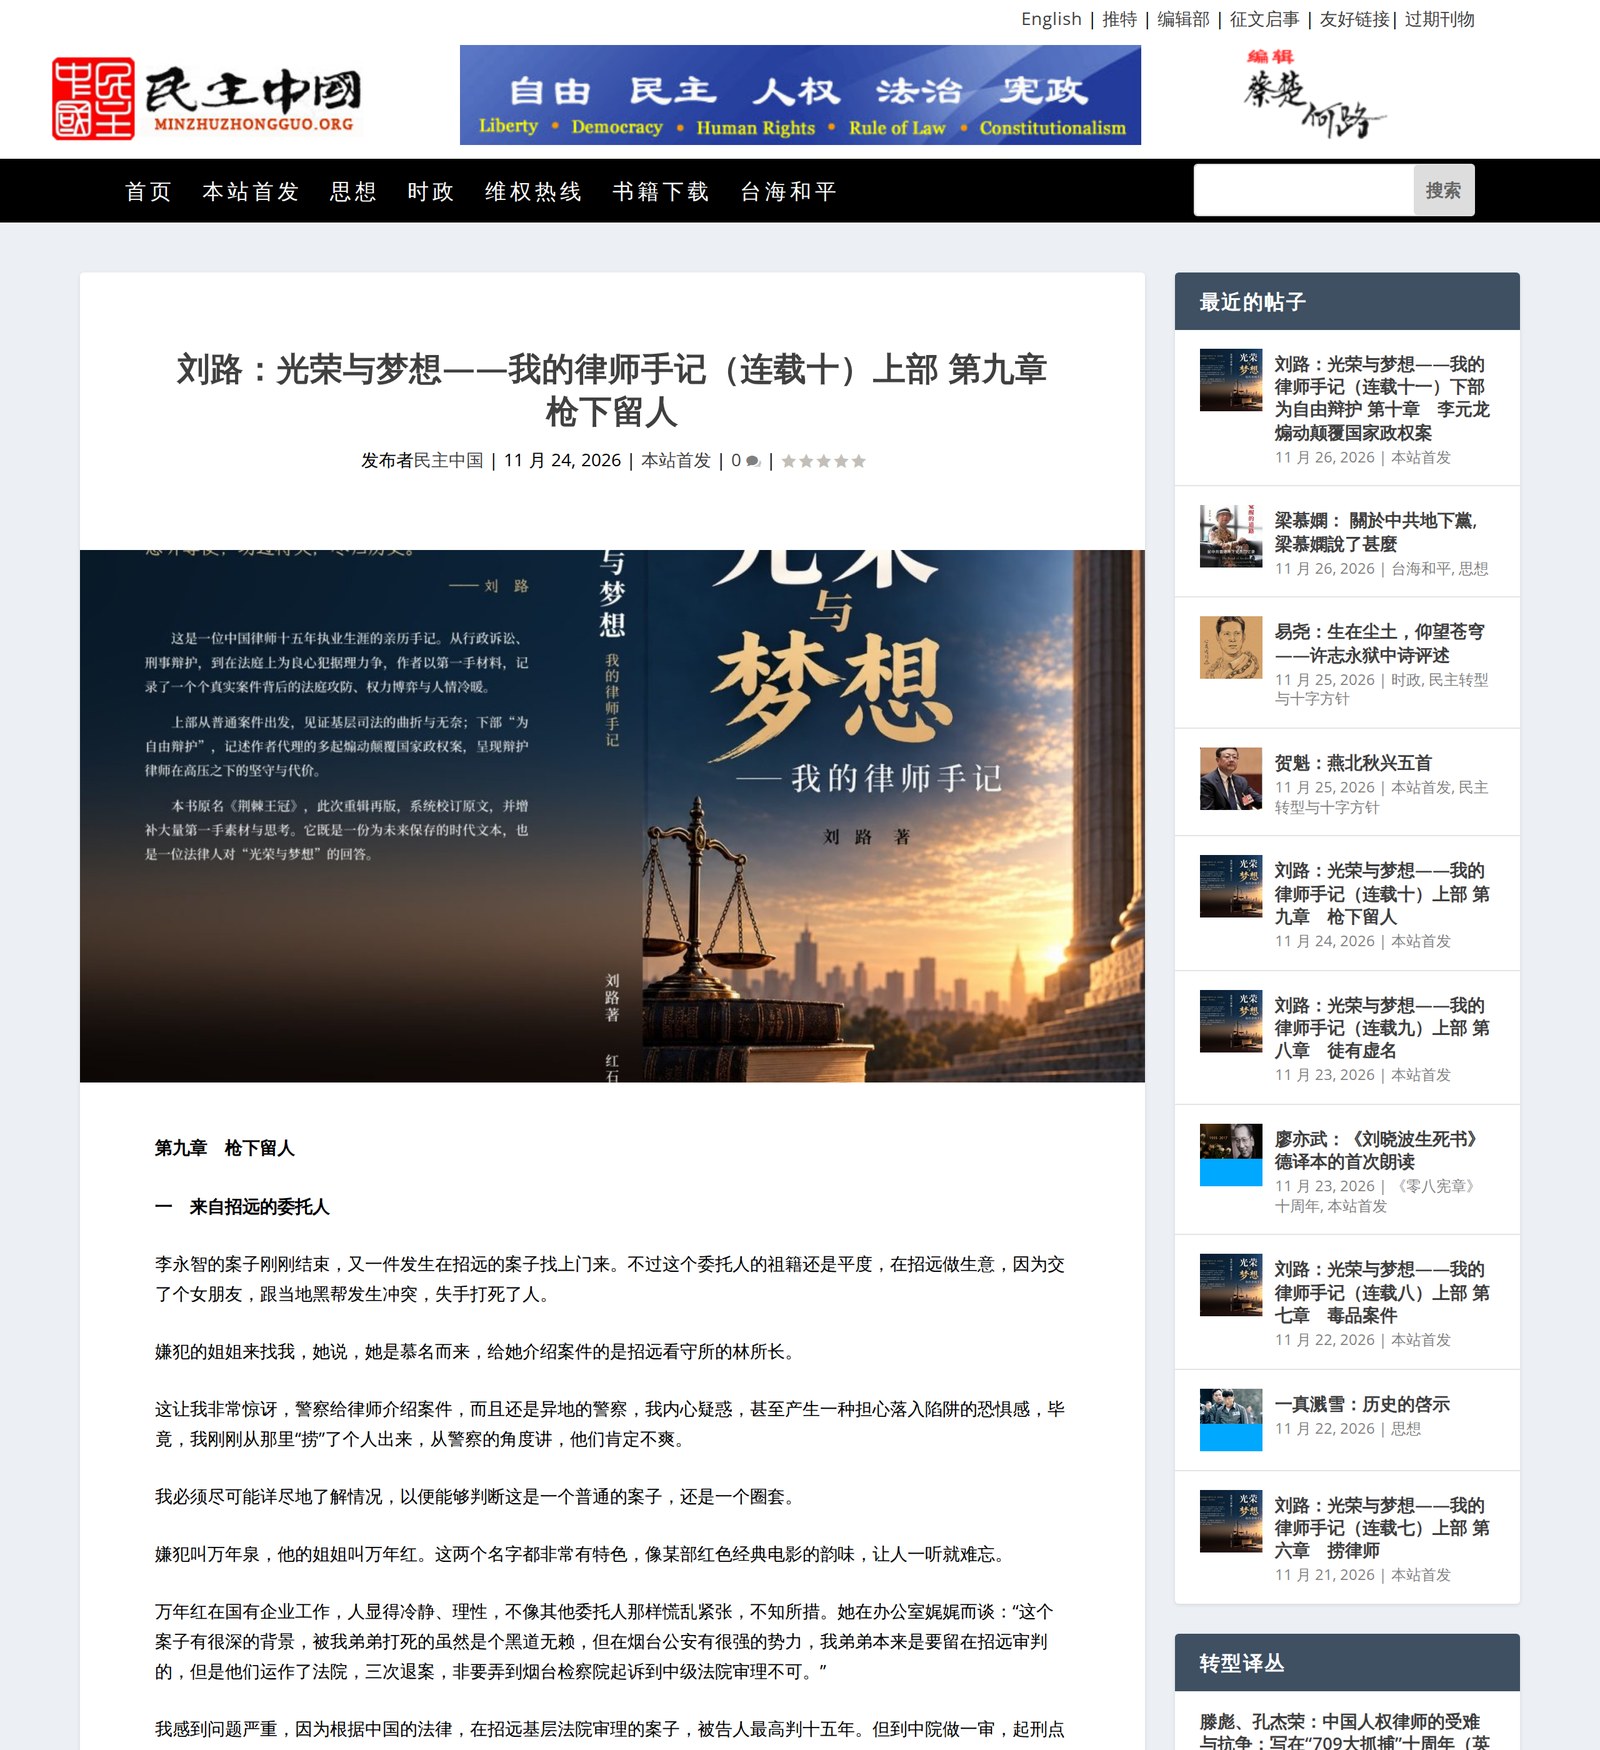 English | 推特 | 编辑部 | 征文启事 | 友好链接| 过期刊物
中國民主
民主中國
MINZHUZHONGGUO.ORG
自由 民主 人权 法治 宪政
Liberty • Democracy • Human Rights • Rule of Law • Constitutionalism
编辑
蔡楚
何路
首页 本站首发 思想 时政 维权热线 书籍下载 台海和平
搜索
刘路：光荣与梦想——我的律师手记（连载十）上部 第九章
枪下留人
发布者民主中国 | 11 月 24, 2026 | 本站首发 | 0 |
——刘 路
这是一位中国律师十五年执业生涯的亲历手记。从行政诉讼、
刑事辩护，到在法庭上为良心犯据理力争，作者以第一手材料，记
录了一个个真实案件背后的法庭攻防、权力博弈与人情冷暖。
上部从普通案件出发，见证基层司法的曲折与无奈；下部“为
自由辩护”，记述作者代理的多起煽动颠覆国家政权案，呈现辩护
律师在高压之下的坚守与代价。
本书原名《荆棘王冠》，此次重辑再版，系统校订原文，并增
补大量第一手素材与思考。它既是一份为未来保存的时代文本，也
是一位法律人对“光荣与梦想”的回答。
与梦想
我的律师手记
刘路著
红石
光荣
与
梦想
——我的律师手记
刘 路 著
第九章　枪下留人
一　来自招远的委托人
李永智的案子刚刚结束，又一件发生在招远的案子找上门来。不过这个委托人的祖籍还是平度，在招远做生意，因为交
了个女朋友，跟当地黑帮发生冲突，失手打死了人。
嫌犯的姐姐来找我，她说，她是慕名而来，给她介绍案件的是招远看守所的林所长。
这让我非常惊讶，警察给律师介绍案件，而且还是异地的警察，我内心疑惑，甚至产生一种担心落入陷阱的恐惧感，毕
竟，我刚刚从那里“捞”了个人出来，从警察的角度讲，他们肯定不爽。
我必须尽可能详尽地了解情况，以便能够判断这是一个普通的案子，还是一个圈套。
嫌犯叫万年泉，他的姐姐叫万年红。这两个名字都非常有特色，像某部红色经典电影的韵味，让人一听就难忘。
万年红在国有企业工作，人显得冷静、理性，不像其他委托人那样慌乱紧张，不知所措。她在办公室娓娓而谈：“这个
案子有很深的背景，被我弟弟打死的虽然是个黑道无赖，但在烟台公安有很强的势力，我弟弟本来是要留在招远审判
的，但是他们运作了法院，三次退案，非要弄到烟台检察院起诉到中级法院审理不可。”
我感到问题严重，因为根据中国的法律，在招远基层法院审理的案子，被告人最高判十五年。但到中院做一审，起刑点
最近的帖子
刘路：光荣与梦想——我的
律师手记（连载十一）下部
为自由辩护 第十章　李元龙
煽动颠覆国家政权案
11 月 26, 2026 | 本站首发
梁慕嫻： 關於中共地下黨,
梁慕嫻說了甚麼
11 月 26, 2026 | 台海和平, 思想
易尧：生在尘土，仰望苍穹
——许志永狱中诗评述
11 月 25, 2026 | 时政, 民主转型
与十字方针
贺魁：燕北秋兴五首
11 月 25, 2026 | 本站首发, 民主
转型与十字方针
刘路：光荣与梦想——我的
律师手记（连载十）上部 第
九章　枪下留人
11 月 24, 2026 | 本站首发
刘路：光荣与梦想——我的
律师手记（连载九）上部 第
八章　徒有虚名
11 月 23, 2026 | 本站首发
廖亦武：《刘晓波生死书》
德译本的首次朗读
11 月 23, 2026 | 《零八宪章》
十周年, 本站首发
刘路：光荣与梦想——我的
律师手记（连载八）上部 第
七章　毒品案件
11 月 22, 2026 | 本站首发
一真溅雪：历史的启示
11 月 22, 2026 | 思想
刘路：光荣与梦想——我的
律师手记（连载七）上部 第
六章　捞律师
11 月 21, 2026 | 本站首发
转型译丛
滕彪、孔杰荣：中国人权律师的受难
与抗争：写在“709大抓捕”十周年（英